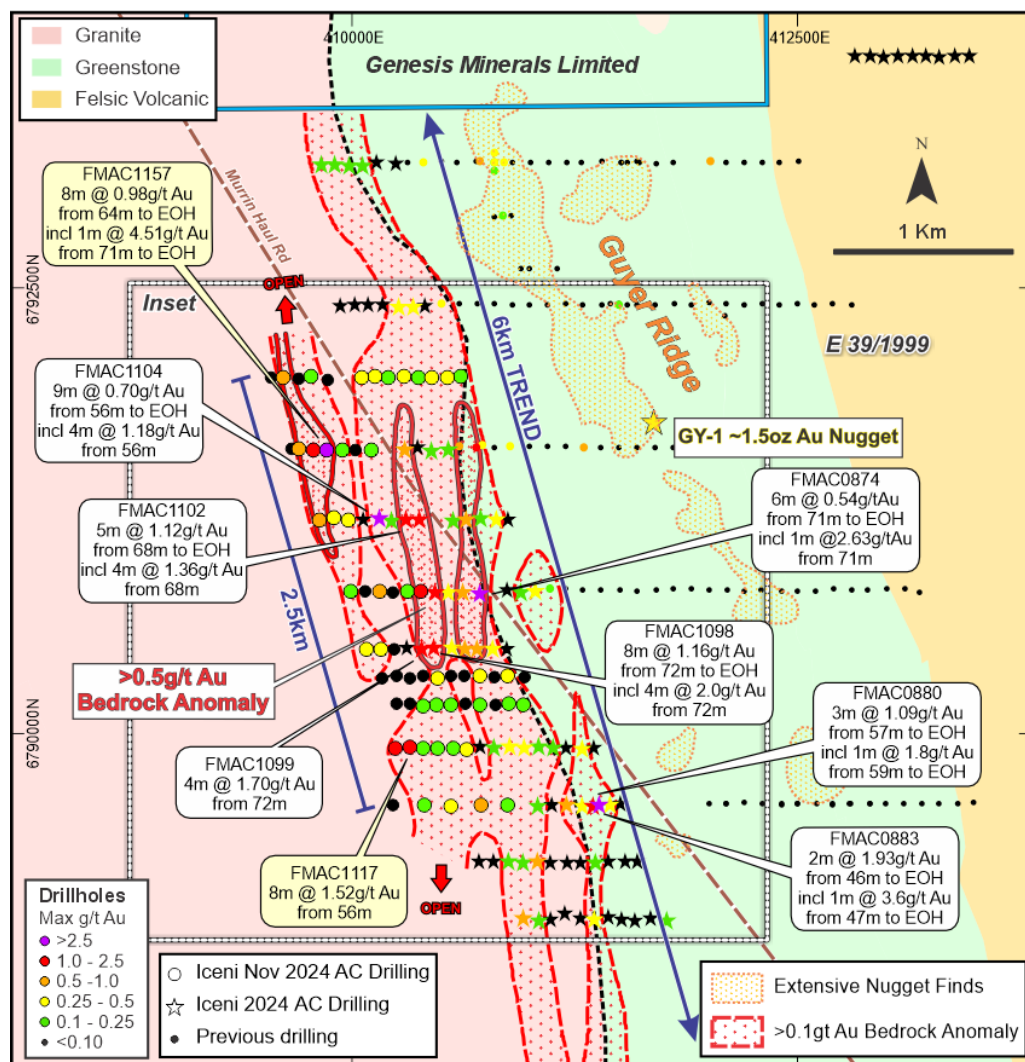 Granite
Greenstone
Felsic Volcanic
410000E
412500E
Genesis Minerals Limited
N
1 Km
FMAC1157
8m @ 0.98g/t Au
from 64m to EOH
incl 1m @ 4.51g/t Au
from 71m to EOH
Murrin Haul Rd
6792500N
OPEN
Inset
Guyer Ridge
E 39/1999
6km TREND
FMAC1104
9m @ 0.70g/t Au
from 56m to EOH
incl 4m @ 1.18g/t Au
from 56m
GY-1 ~1.5oz Au Nugget
FMAC0874
6m @ 0.54g/tAu
from 71m to EOH
incl 1m @2.63g/tAu
from 71m
FMAC1102
5m @ 1.12g/t Au
from 68m to EOH
incl 4m @ 1.36g/t Au
from 68m
2.5km
FMAC1098
8m @ 1.16g/t Au
from 72m to EOH
incl 4m @ 2.0g/t Au
from 72m
>0.5g/t Au
Bedrock Anomaly
6790000N
FMAC0880
3m @ 1.09g/t Au
from 57m to EOH
incl 1m @ 1.8g/t Au
from 59m to EOH
FMAC1099
4m @ 1.70g/t Au
from 72m
FMAC0883
2m @ 1.93g/t Au
from 46m to EOH
incl 1m @ 3.6g/t Au
from 47m to EOH
FMAC1117
8m @ 1.52g/t Au
from 56m
OPEN
Drillholes
Max g/t Au
>2.5
1.0 - 2.5
0.5 -1.0
0.25 - 0.5
0.1 - 0.25
<0.10
Iceni Nov 2024 AC Drilling
Iceni 2024 AC Drilling
Previous drilling
Extensive Nugget Finds
>0.1gt Au Bedrock Anomaly